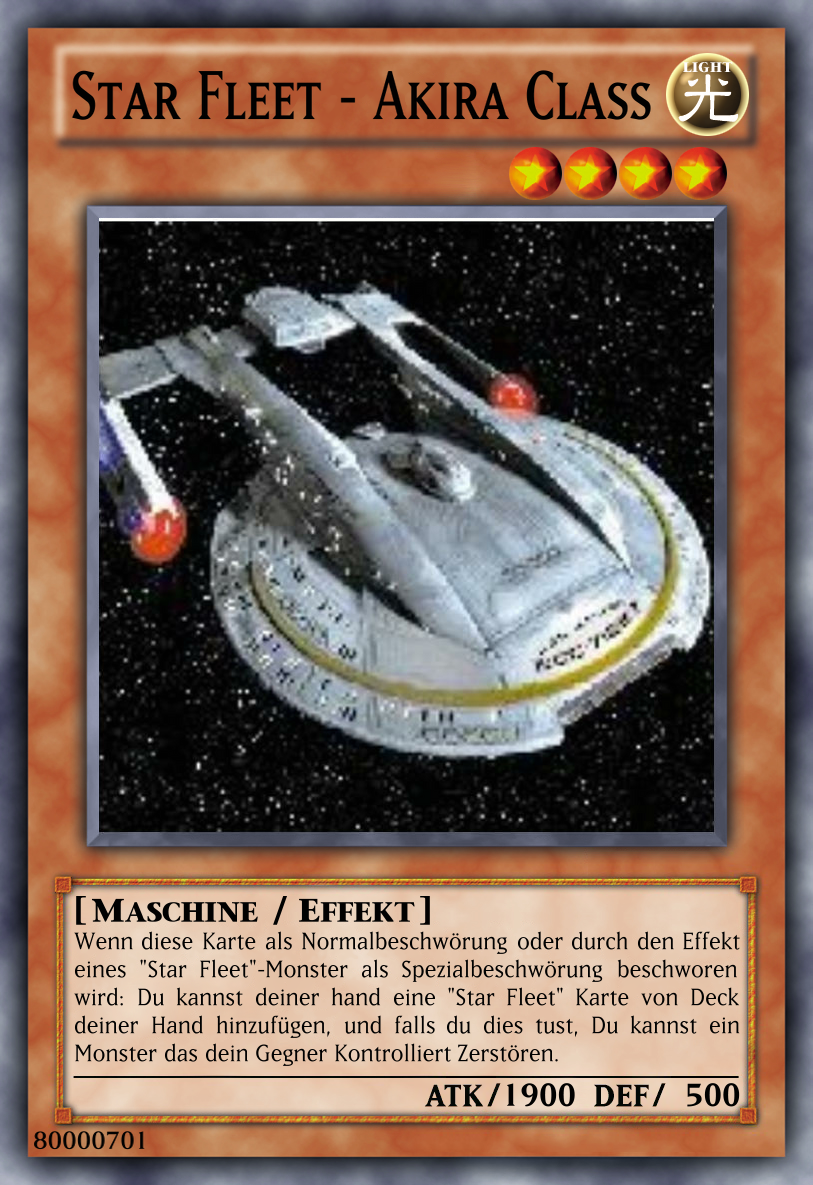 Star Fleet - Akira Class
LIGHT
光
[ Maschine / Effekt ]
Wenn diese Karte als Normalbeschwörung oder durch den Effekt
eines "Star Fleet"-Monster als Spezialbeschwörung beschworen
wird: Du kannst deiner hand eine "Star Fleet" Karte von Deck
deiner Hand hinzufügen, und falls du dies tust, Du kannst ein
Monster das dein Gegner Kontrolliert Zerstören.
ATK/1900 DEF/ 500
80000701